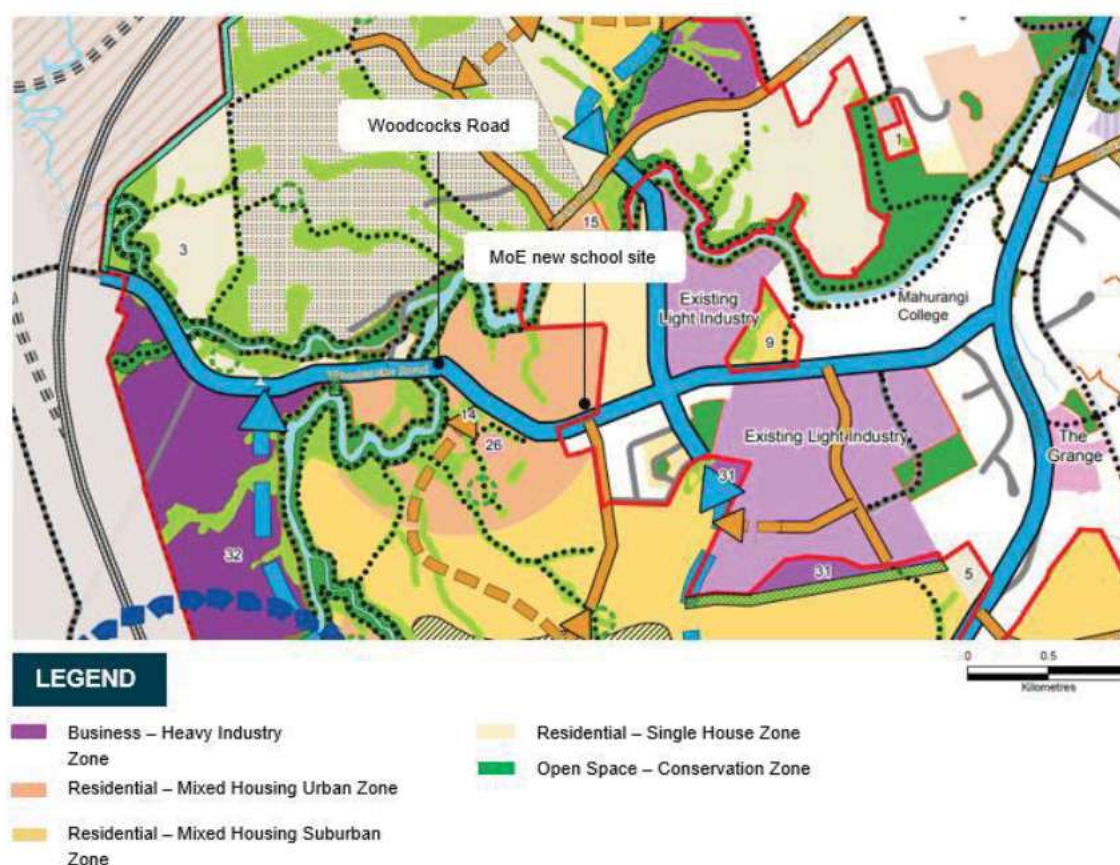 Woodcocks Road
1
3
15
MoE new school site
Existing
Light Industry
Mahurangi
College
9
Woodcocks Road
14
26
Existing Light Industry
The
Grange
31
32
31
5
0 0.5
Kilometres
LEGEND
Business – Heavy Industry
Zone
Residential – Mixed Housing Urban Zone
Residential – Mixed Housing Suburban
Zone
Residential – Single House Zone
Open Space – Conservation Zone